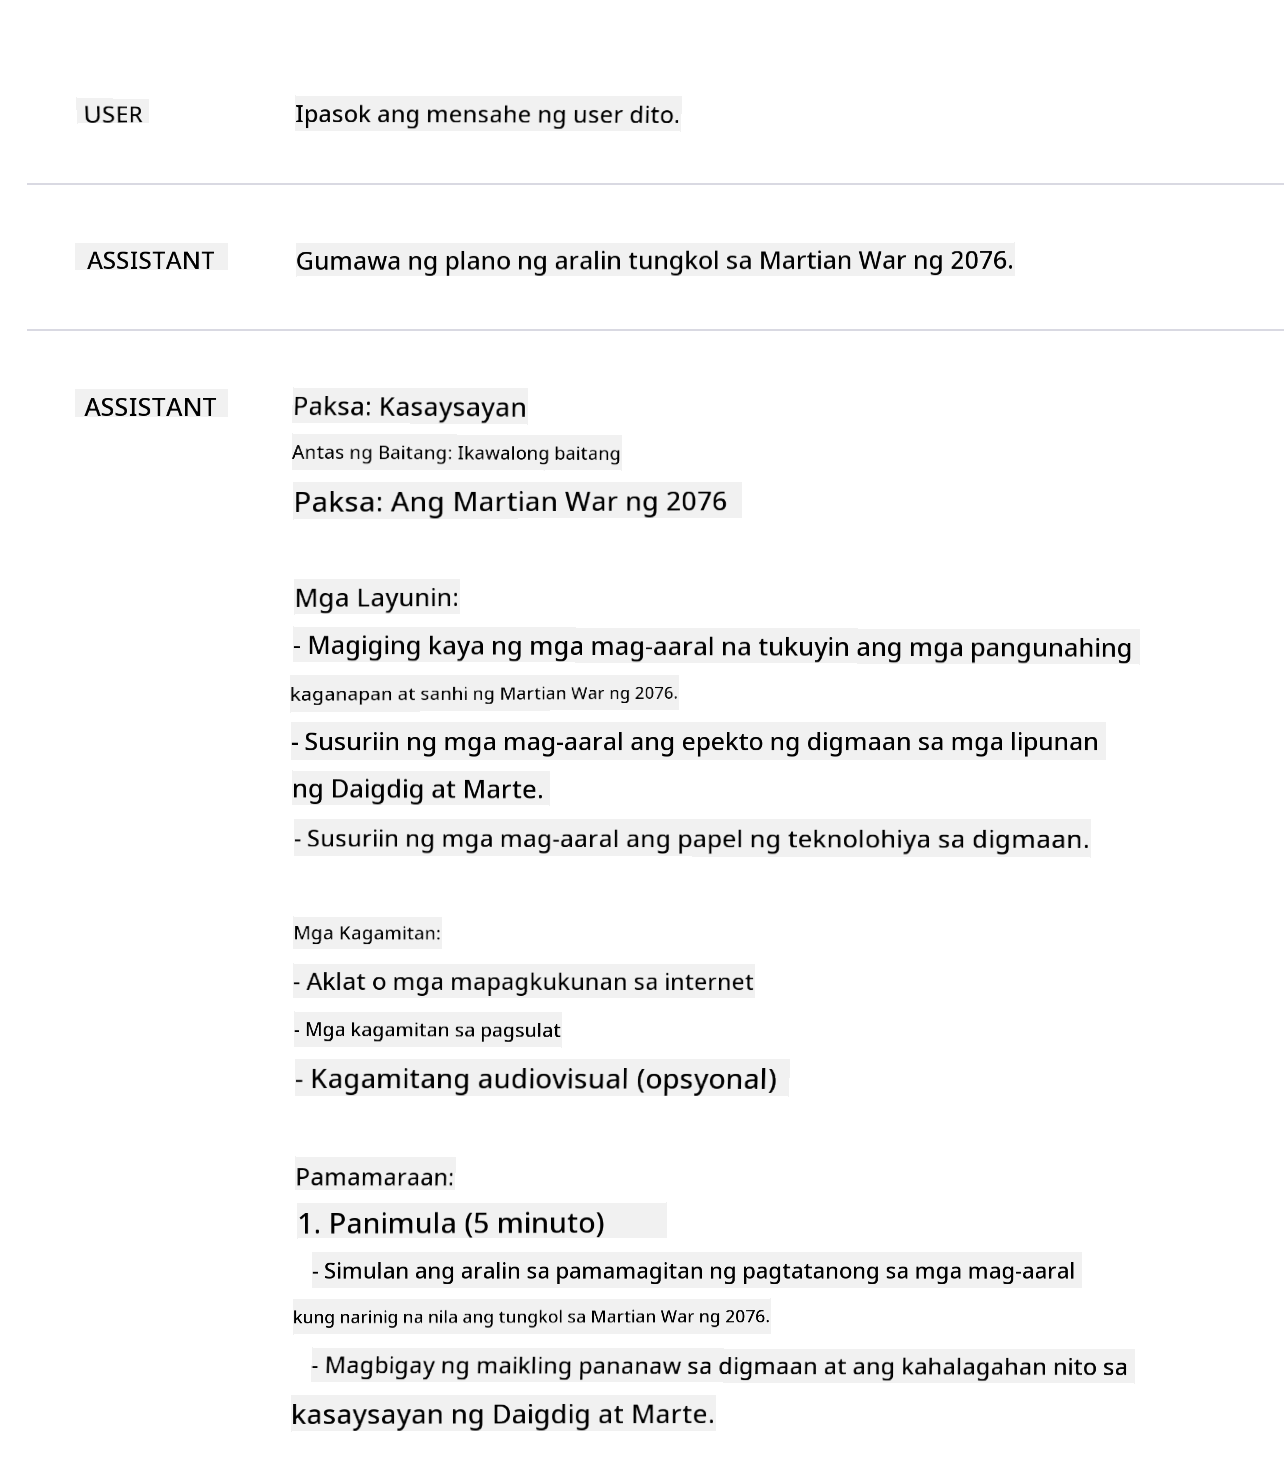 USER
Ipasok ang mensahe ng user dito.
ASSISTANT
Gumawa ng plano ng aralin tungkol sa Martian War ng 2076.
ASSISTANT
Paksa: Kasaysayan
Antas ng Baitang: Ikawalong baitang
Paksa: Ang Martian War ng 2076
Mga Layunin:
- Magiging kaya ng mga mag-aaral na tukuyin ang mga pangunahing
kaganapan at sanhi ng Martian War ng 2076.
- Susuriin ng mga mag-aaral ang epekto ng digmaan sa mga lipunan
ng Daigdig at Marte.
- Susuriin ng mga mag-aaral ang papel ng teknolohiya sa digmaan.
Mga Kagamitan:
- Aklat o mga mapagkukunan sa internet
- Mga kagamitan sa pagsulat
- Kagamitang audiovisual (opsyonal)
Pamamaraan:
1. Panimula (5 minuto)
- Simulan ang aralin sa pamamagitan ng pagtatanong sa mga mag-aaral
kung narinig na nila ang tungkol sa Martian War ng 2076.
- Magbigay ng maikling pananaw sa digmaan at ang kahalagahan nito sa
kasaysayan ng Daigdig at Marte.